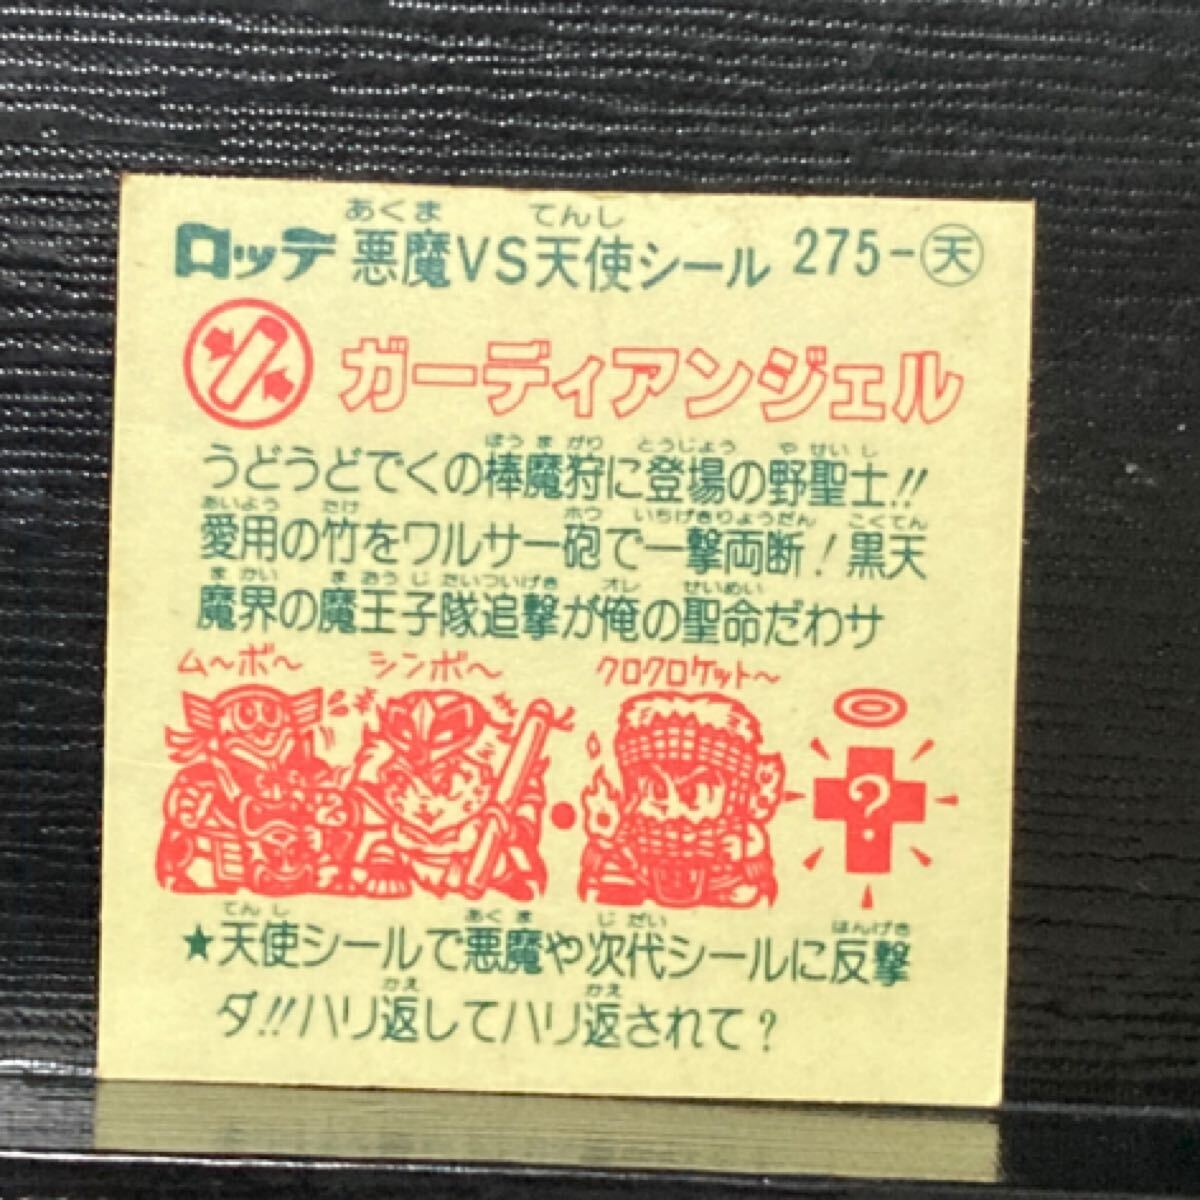 あくま てんし
ロッテ 悪魔VS天使シール 275-天
ガーディアンジェル
ほう ま がり とうじょう や せいし
うどうどでくの棒魔狩に登場の野聖士!!
あいよう たけ ホウ いちげきりょうだん こくてん
愛用の竹をワルサー砲で一撃両断!黒天
ま かい ま おう じ たいついげき オレ せいめい
魔界の魔王子隊追撃が俺の聖命だわサ
ム〜ボ〜 シンボ〜 クロクロケット〜
?
てんし あくま じ だい はんげき
★天使シールで悪魔や次代シールに反撃
かえ かえ
ダ!!ハリ返してハリ返されて?